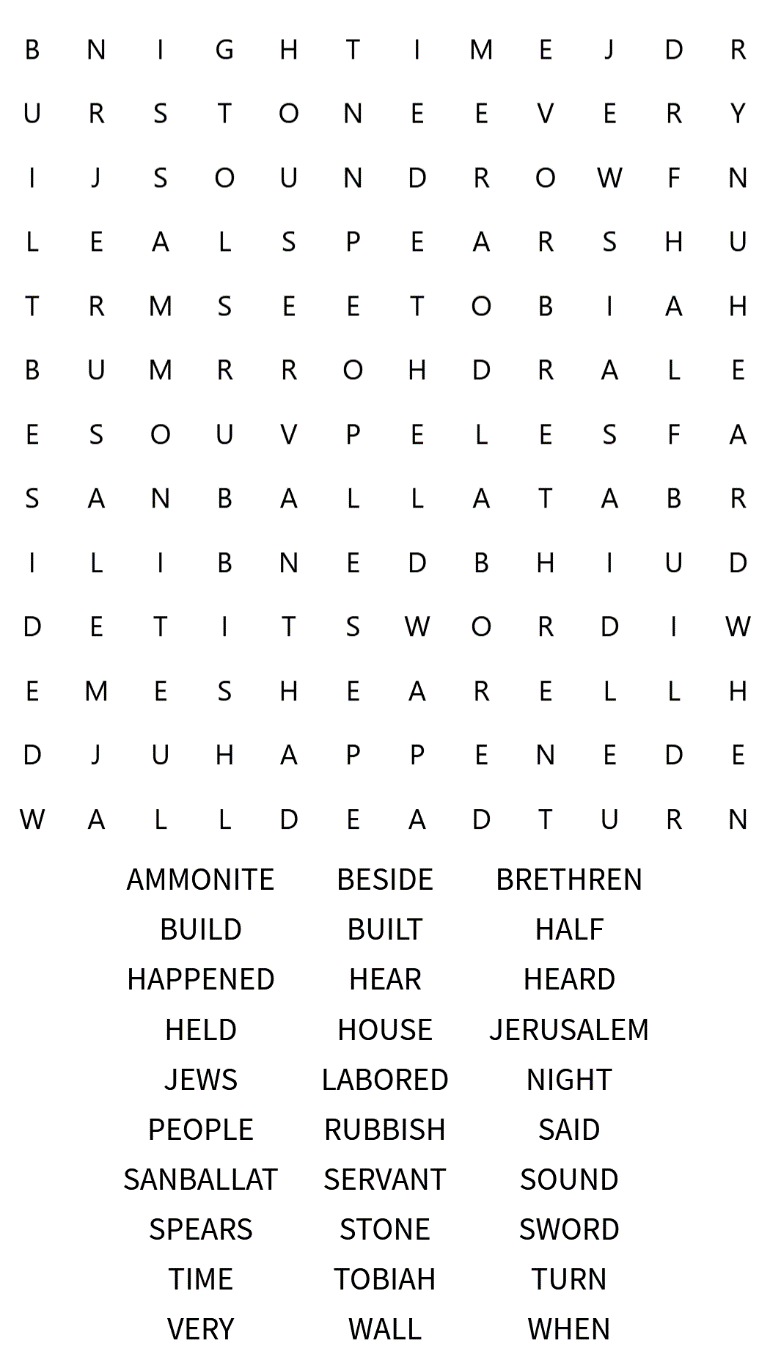 B N I G H T I M E J D R
U R S T O N E E V E R Y
I J S O U N D R O W F N
L E A L S P E A R S H U
T R M S E E T O B I A H
B U M R R O H D R A L E
E S O U V P E L E S F A
S A N B A L L A T A B R
I L I B N E D B H I U D
D E T I T S W O R D I W
E M E S H E A R E L L H
D J U H A P P E N E D E
W A L L D E A D T U R N
AMMONITE BESIDE BRETHREN
BUILD BUILT HALF
HAPPENED HEAR HEARD
HELD HOUSE JERUSALEM
JEWS LABORED NIGHT
PEOPLE RUBBISH SAID
SANBALLAT SERVANT SOUND
SPEARS STONE SWORD
TIME TOBIAH TURN
VERY WALL WHEN